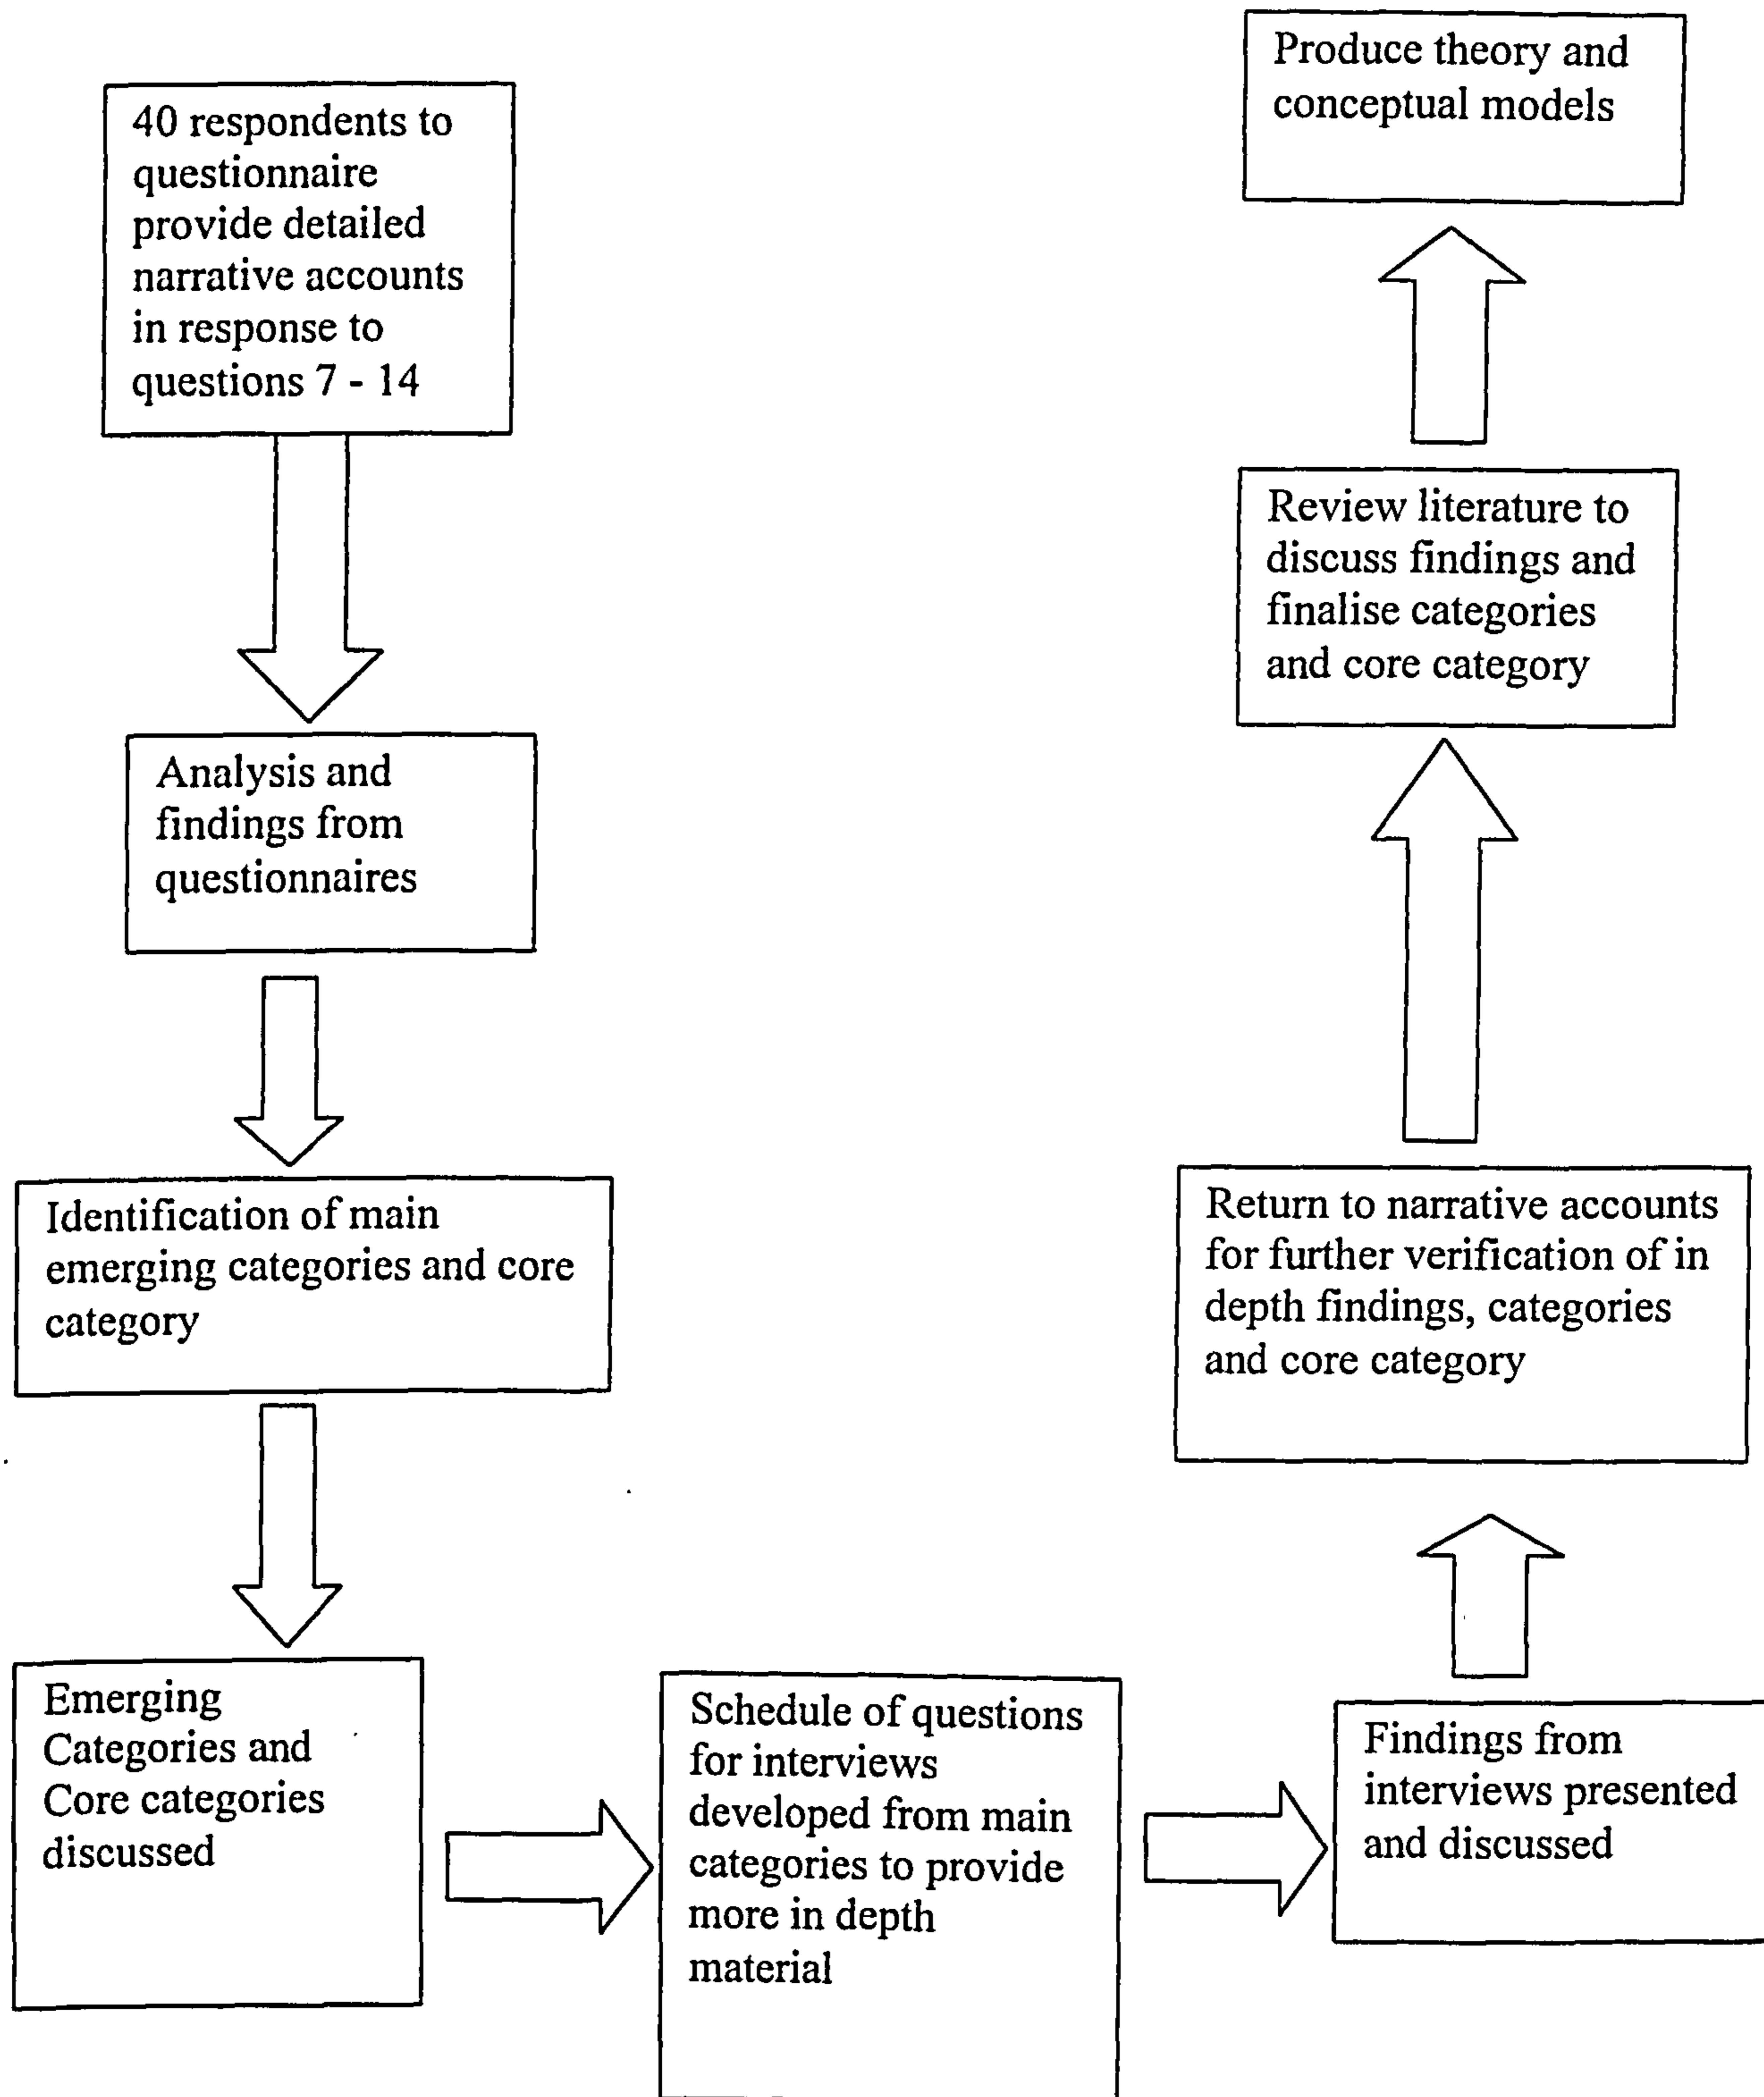 40 respondents to
questionnaire
provide detailed
narrative accounts
in response to
questions 7 - 14
Analysis and
findings from
questionnaires
Identification of main
emerging categories and core
category
Emerging
Categories and
Core categories
discussed
Schedule of questions
for interviews
developed from main
categories to provide
more in depth
material
Findings from
interviews presented
and discussed
Return to narrative accounts
for further verification of in
depth findings, categories
and core category
Review literature to
discuss findings and
finalise categories
and core category
Produce theory and
conceptual models